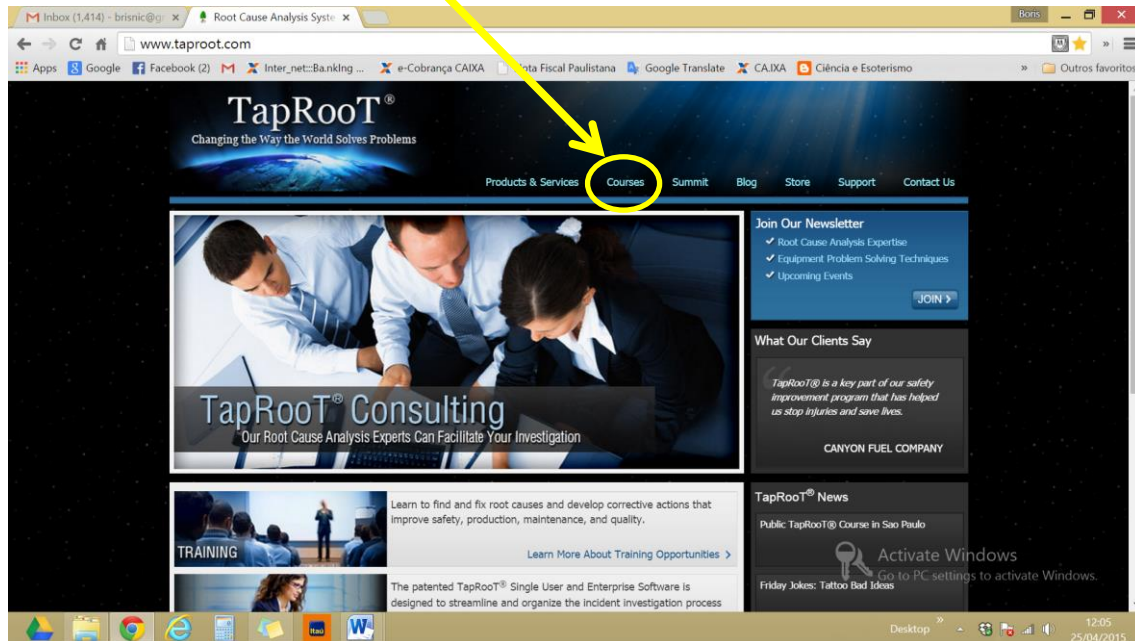 Inbox (1,414) - brisnic@g
Root Cause Analysis Syste
Boris
www.taproot.com
Apps
Google
Facebook (2)
Inter_net:::Ba.nkIng ...
e-Cobrança CAIXA
Fiscal Paulistana
Google Translate
CA.IXA
Ciência e Esoterismo
»
Outros favoritos
TapRooT®
Changing the Way the World Solves Problems
Products & Services
Courses
Summit
Blog
Store
Support
Contact Us
TapRooT® Consulting
Our Root Cause Analysis Experts Can Facilitate Your Investigation
Join Our Newsletter
Root Cause Analysis Expertise
Equipment Problem Solving Techniques
Upcoming Events
JOIN >
What Our Clients Say
TapRooT® is a key part of our safety
improvement program that has helped
us stop injuries and save lives.
CANYON FUEL COMPANY
TRAINING
Learn to find and fix root causes and develop corrective actions that
improve safety, production, maintenance, and quality.
Learn More About Training Opportunities >
The patented TapRooT® Single User and Enterprise Software is
designed to streamline and organize the incident investigation process
TapRooT® News
Public TapRooT® Course in Sao Paulo
Friday Jokes: Tattoo Bad Ideas
Activate Windows
Go to PC settings to activate Windows.
Itaú
W
Desktop
»
12:05
25/04/2015